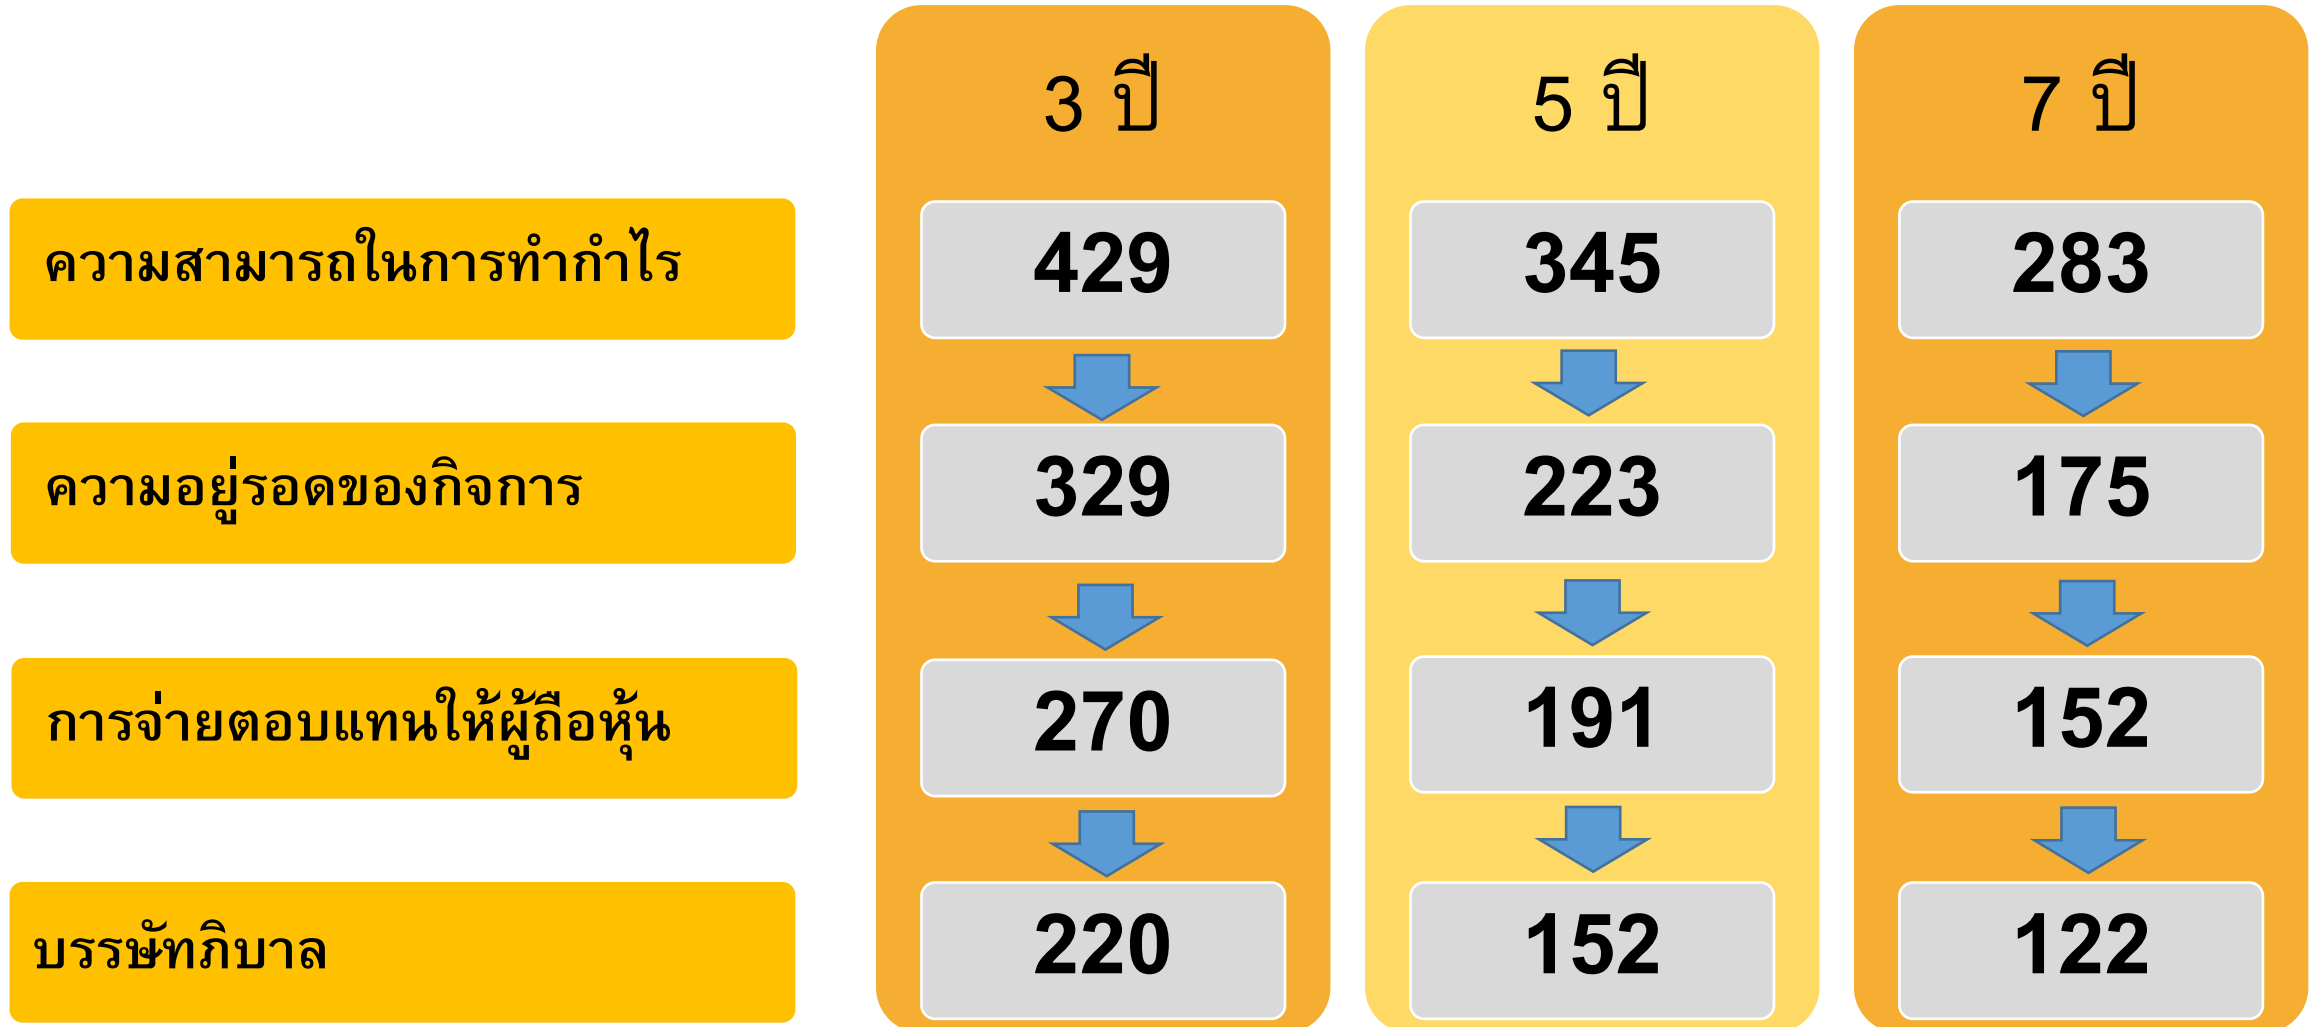 3 ปี 5 ปี 7 ปี
ความสามารถในการทำกำไร 429 345 283
ความอยู่รอดของกิจการ 329 223 175
การจ่ายตอบแทนให้ผู้ถือหุ้น 270 191 152
บรรษัทภิบาล 220 152 122